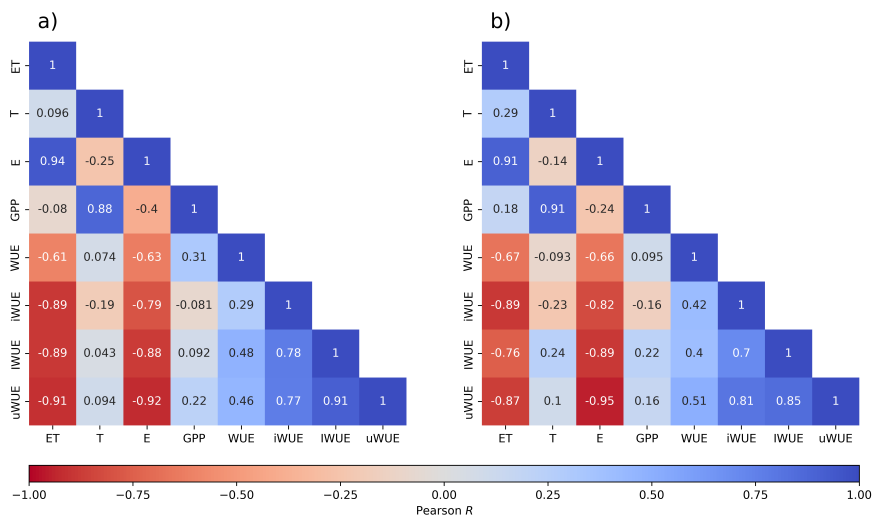 a) b)
ET 1 ET 1
T 0.096 1 T 0.29 1
E 0.94 -0.25 1 E 0.91 -0.14 1
GPP -0.08 0.88 -0.4 1 GPP 0.18 0.91 -0.24 1
WUE -0.61 0.074 -0.63 0.31 1 WUE -0.67 -0.093 -0.66 0.095 1
iWUE -0.89 -0.19 -0.79 -0.081 0.29 1 iWUE -0.89 -0.23 -0.82 -0.16 0.42 1
IWUE -0.89 0.043 -0.88 0.092 0.48 0.78 1 IWUE -0.76 0.24 -0.89 0.22 0.4 0.7 1
uWUE -0.91 0.094 -0.92 0.22 0.46 0.77 0.91 1 uWUE -0.87 0.1 -0.95 0.16 0.51 0.81 0.85 1
ET T E GPP WUE iWUE IWUE uWUE ET T E GPP WUE iWUE IWUE uWUE
−1.00 −0.75 −0.50 −0.25 0.00 0.25 0.50 0.75 1.00
Pearson R